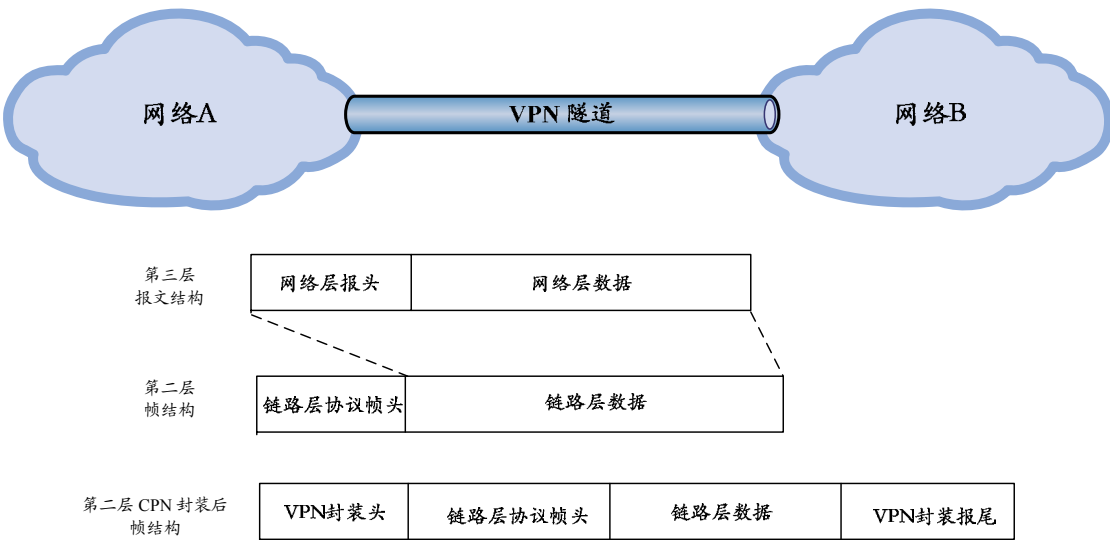 网络A
VPN 隧道
网络B
第三层
报文结构
网络层报头
网络层数据
第二层
帧结构
链路层协议帧头
链路层数据
第二层 CPN 封装后
帧结构
VPN封装头
链路层协议帧头
链路层数据
VPN封装报尾